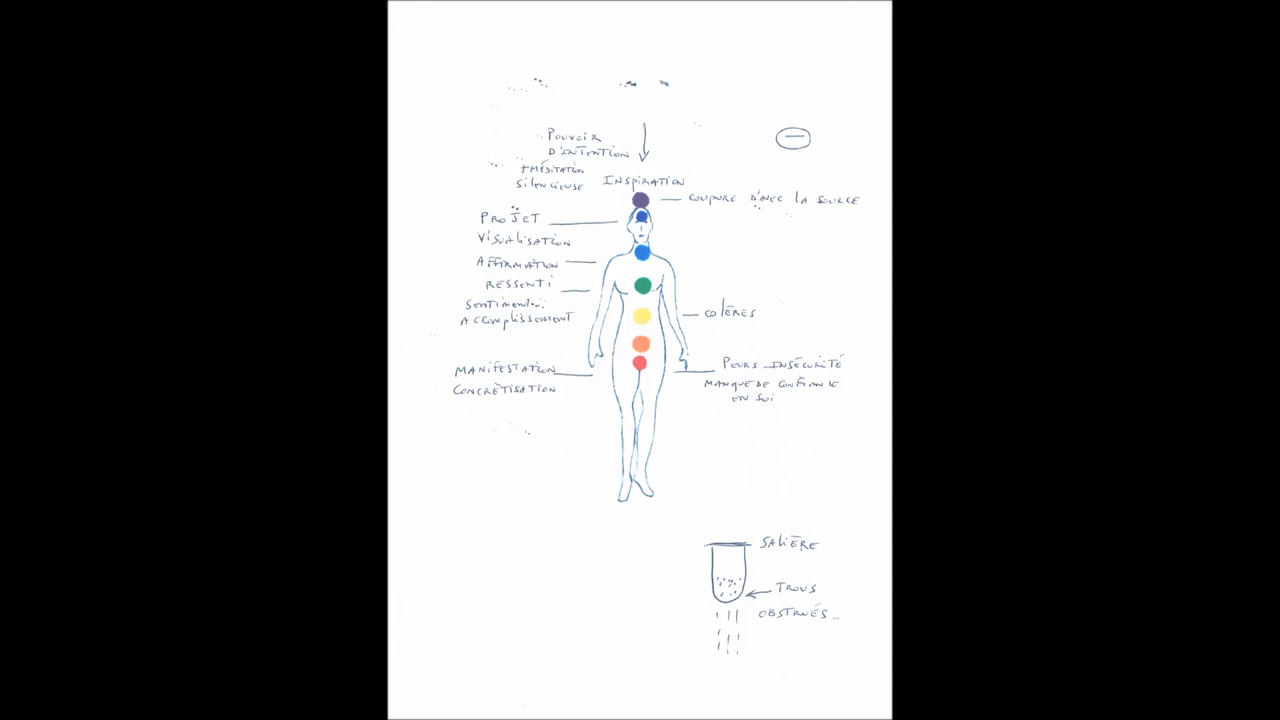 POUVOIR
D'INTENTION
+ MÉDITATION
SILENCIEUSE
INSPIRATION
COUPURE D'AVEC LA SOURCE
PROJET
VISUALISATION
AFFIRMATION
RESSENTI
SENTIMENT
ACCOMPLISSEMENT
COLÈRES
MANIFESTATION
CONCRÈTISATION
PEURS INSÉCURITÉ
MANQUE DE CONFIANCE
EN SOI
SALIÈRE
TROUS
OBSTRUÉS